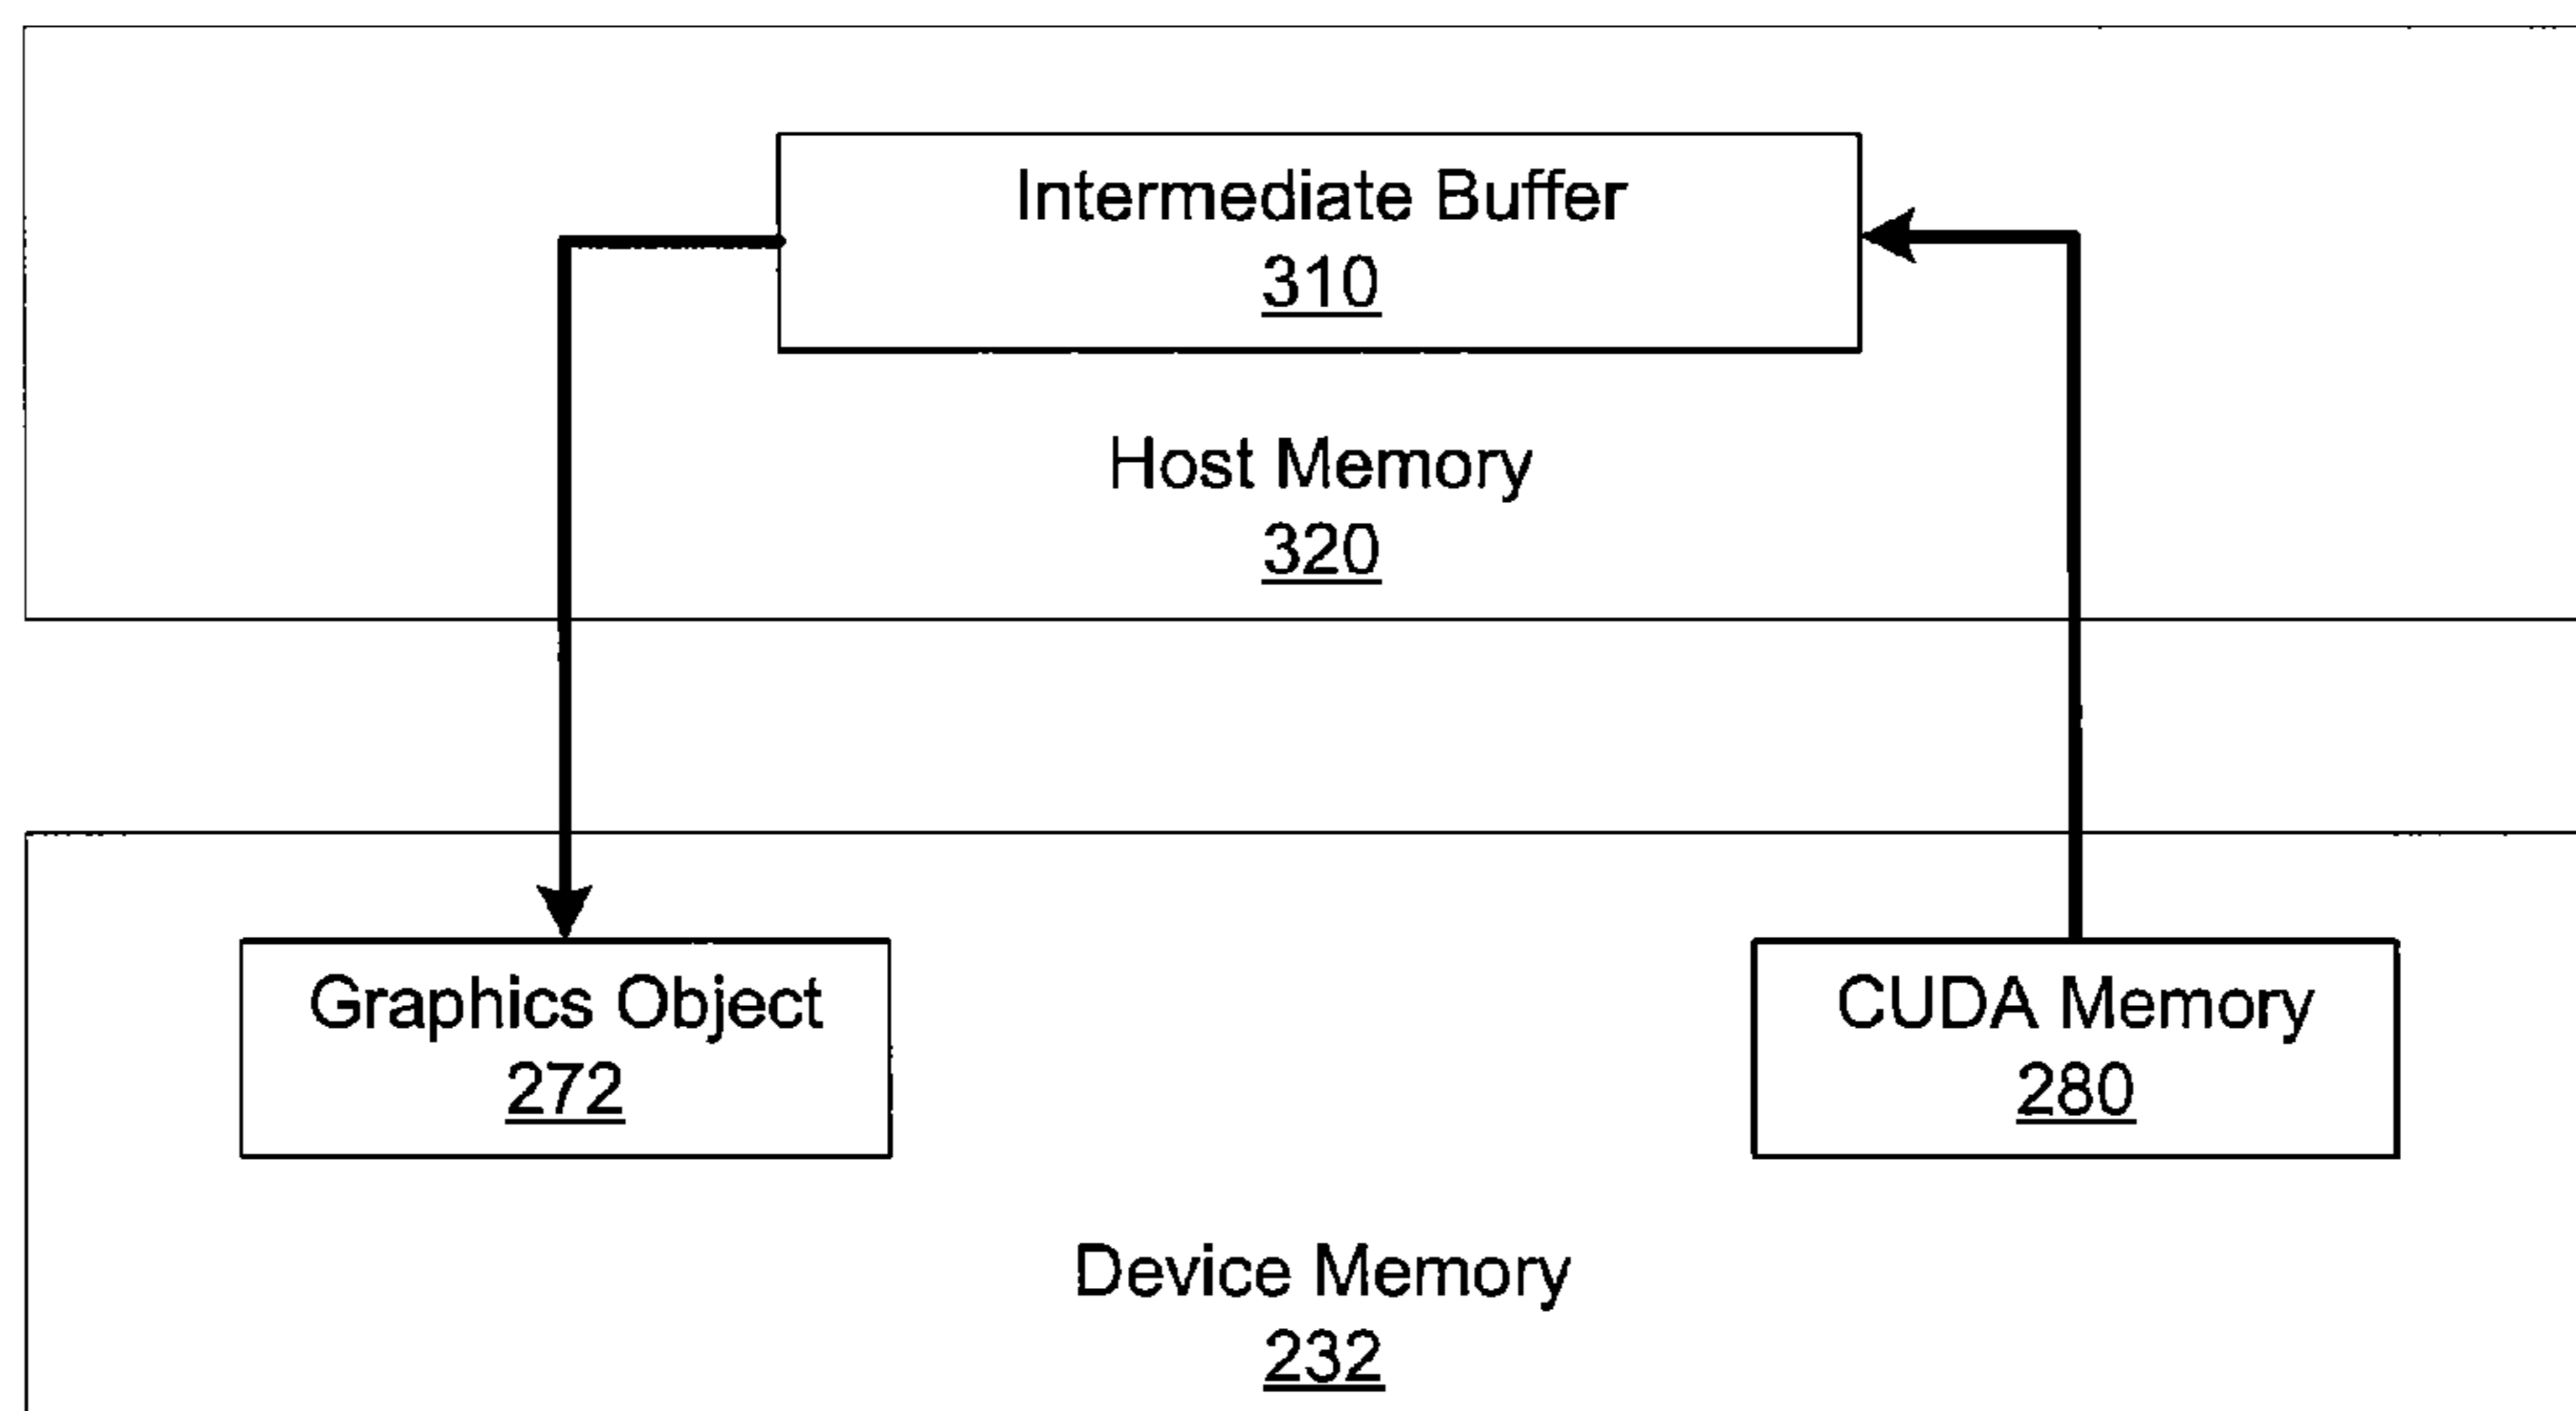 Intermediate Buffer
310
Host Memory
320
Graphics Object
272
CUDA Memory
280
Device Memory
232